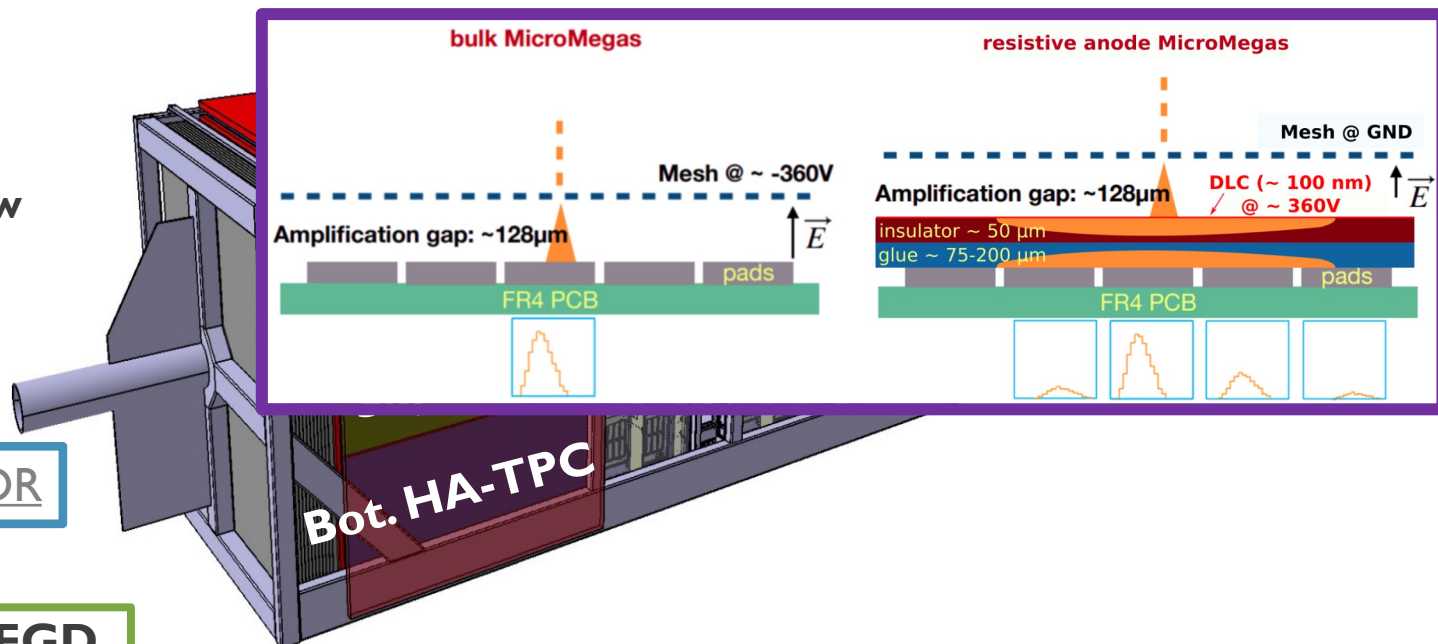 bulk MicroMegas
Mesh @ ~ -360V
Amplification gap: ~128µm
E
pads
FR4 PCB
resistive anode MicroMegas
Mesh @ GND
Amplification gap: ~128µm
DLC (~ 100 nm)
@ ~ 360V
E
insulator ~ 50 µm
glue ~ 75-200 µm
pads
FR4 PCB
w
DR
Bot. HA-TPC
FGD